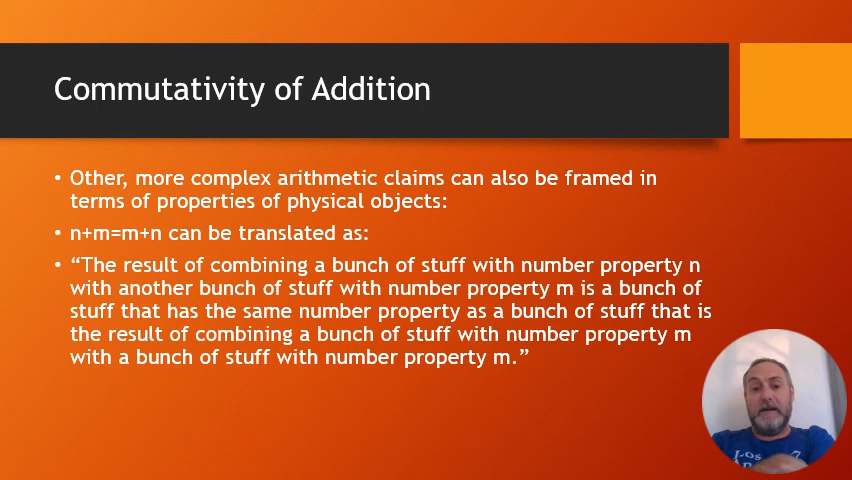 Commutativity of Addition
• Other, more complex arithmetic claims can also be framed in
terms of properties of physical objects:
• n+m=m+n can be translated as:
• “The result of combining a bunch of stuff with number property n
with another bunch of stuff with number property m is a bunch of
stuff that has the same number property as a bunch of stuff that is
the result of combining a bunch of stuff with number property m
with a bunch of stuff with number property m.”
Los